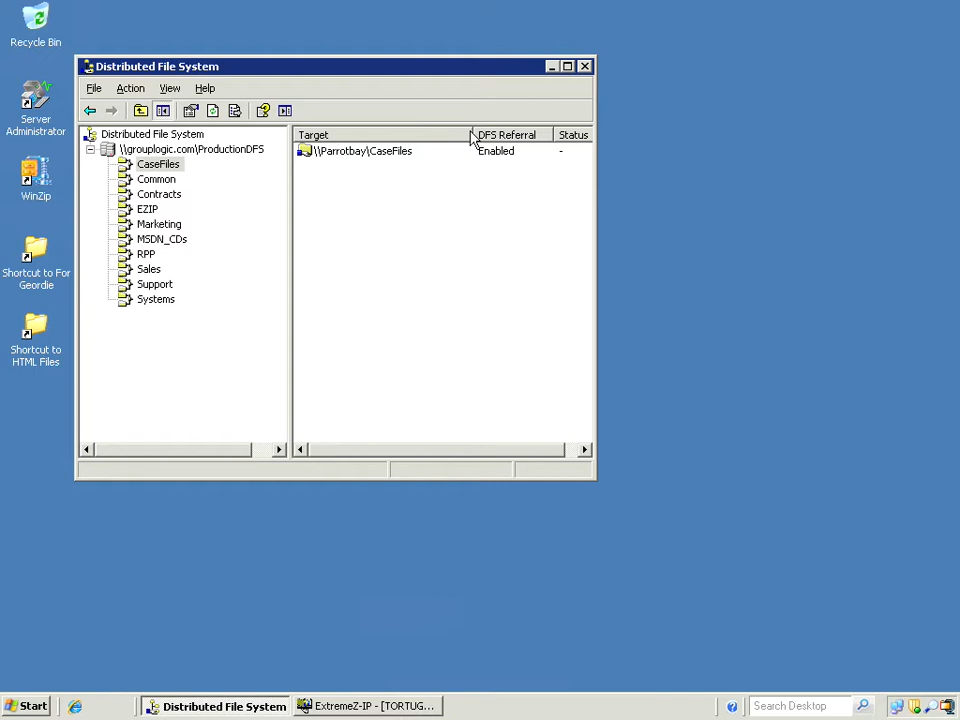 Recycle Bin
Server
Administrator
WinZip
Shortcut to For
Geordie
Shortcut to
HTML Files
Distributed File System
File Action View Help
Distributed File System
\\grouplogic.com\ProductionDFS
CaseFiles
Common
Contracts
EZIP
Marketing
MSDN_CDs
RPP
Sales
Support
Systems
Target DFS Referral Status
\\Parrotbay\CaseFiles Enabled -
Start Distributed File System ExtremeZ-IP - [TORTUG... Search Desktop